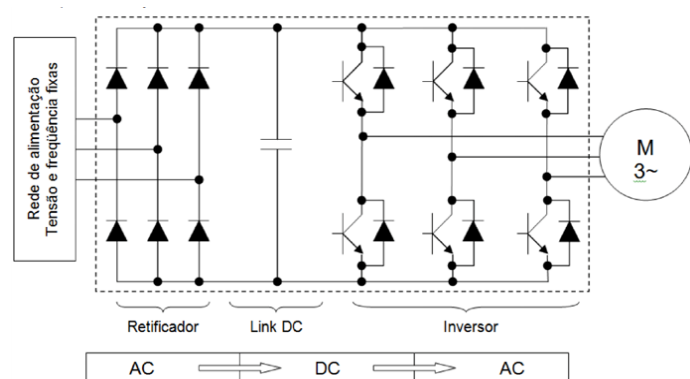 Rede de alimentação
Tensão e freqüência fixas
M
3~
Retificador
Link DC
Inversor
AC
DC
AC